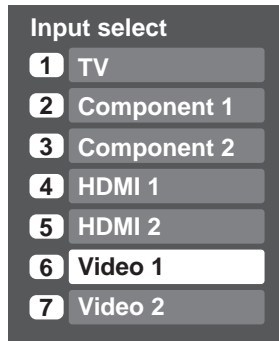 Input select
1 TV
2 Component 1
3 Component 2
4 HDMI 1
5 HDMI 2
6 Video 1
7 Video 2